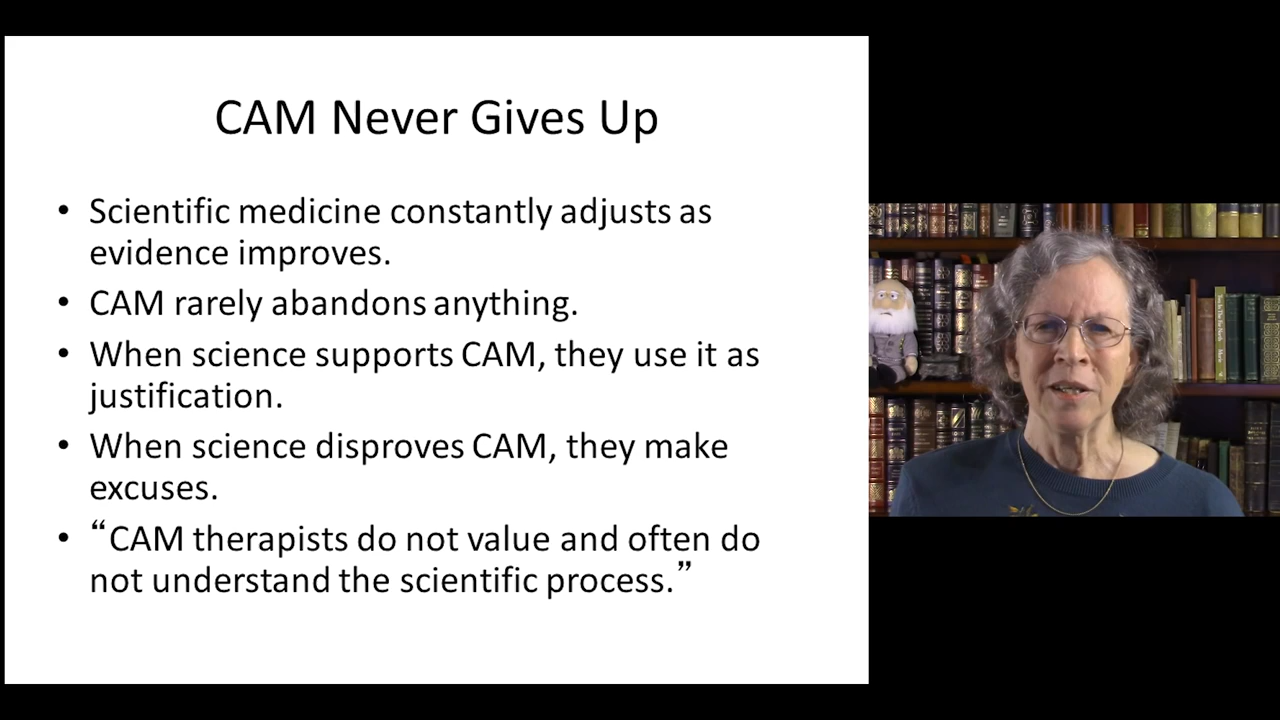 CAM Never Gives Up
• Scientific medicine constantly adjusts as
evidence improves.
• CAM rarely abandons anything.
• When science supports CAM, they use it as
justification.
• When science disproves CAM, they make
excuses.
• “CAM therapists do not value and often do
not understand the scientific process.”